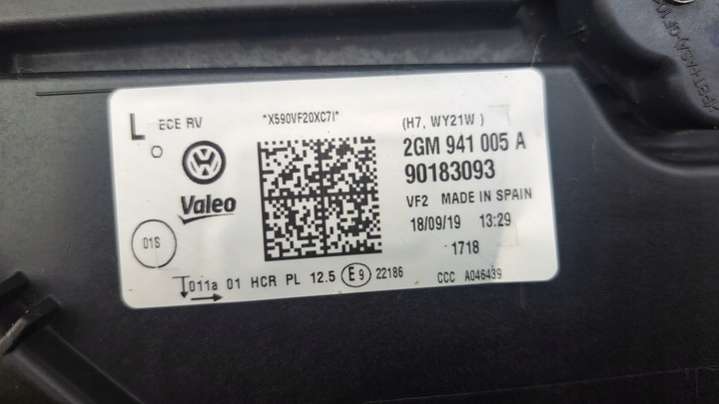 L ECE RV
*X590VF20XC7I*
(H7, WY21W)
2GM 941 005 A
90183093
Valeo
VF2 MADE IN SPAIN
18/09/19 13:29
01S
1718
011a 01 HCR PL 12.5 E9 22186
CCC A046439